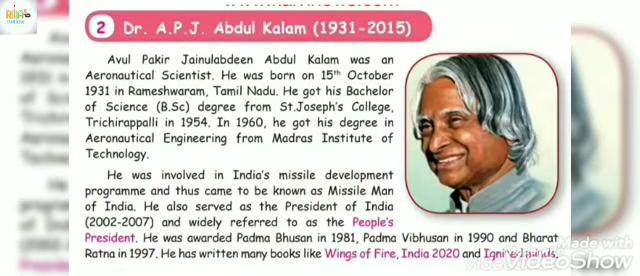 2 Dr. A.P.J. Abdul Kalam (1931-2015)
Avul Pakir Jainulabdeen Abdul Kalam was an
Aeronautical Scientist. He was born on 15th October
1931 in Rameshwaram, Tamil Nadu. He got his Bachelor
of Science (B.Sc) degree from St.Joseph's College,
Trichirappalli in 1954. In 1960, he got his degree in
Aeronautical Engineering from Madras Institute of
Technology.
He was involved in India's missile development
programme and thus came to be known as Missile Man
of India. He also served as the President of India
(2002-2007) and widely referred to as the People's
President. He was awarded Padma Bhusan in 1981, Padma Vibhusan in 1990 and Bharat
Ratna in 1997. He has written many books like Wings of Fire, India 2020 and Ignited minds.
Made with
VideoShow